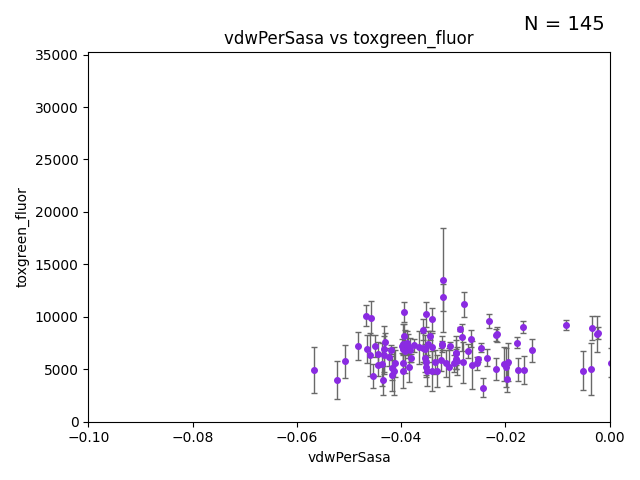 N = 145
vdwPerSasa vs toxgreen_fluor
35000
30000
25000
20000
15000
10000
5000
0
toxgreen_fluor
−0.10 −0.08 −0.06 −0.04 −0.02 0.00
vdwPerSasa